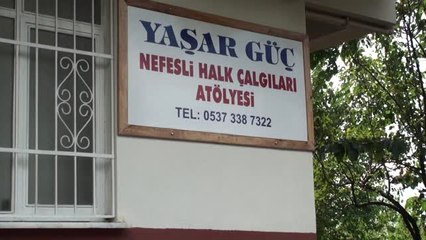 YAŞAR GÜÇ
NEFESLİ HALK ÇALGILARI
ATÖLYESİ
TEL: 0537 338 7322